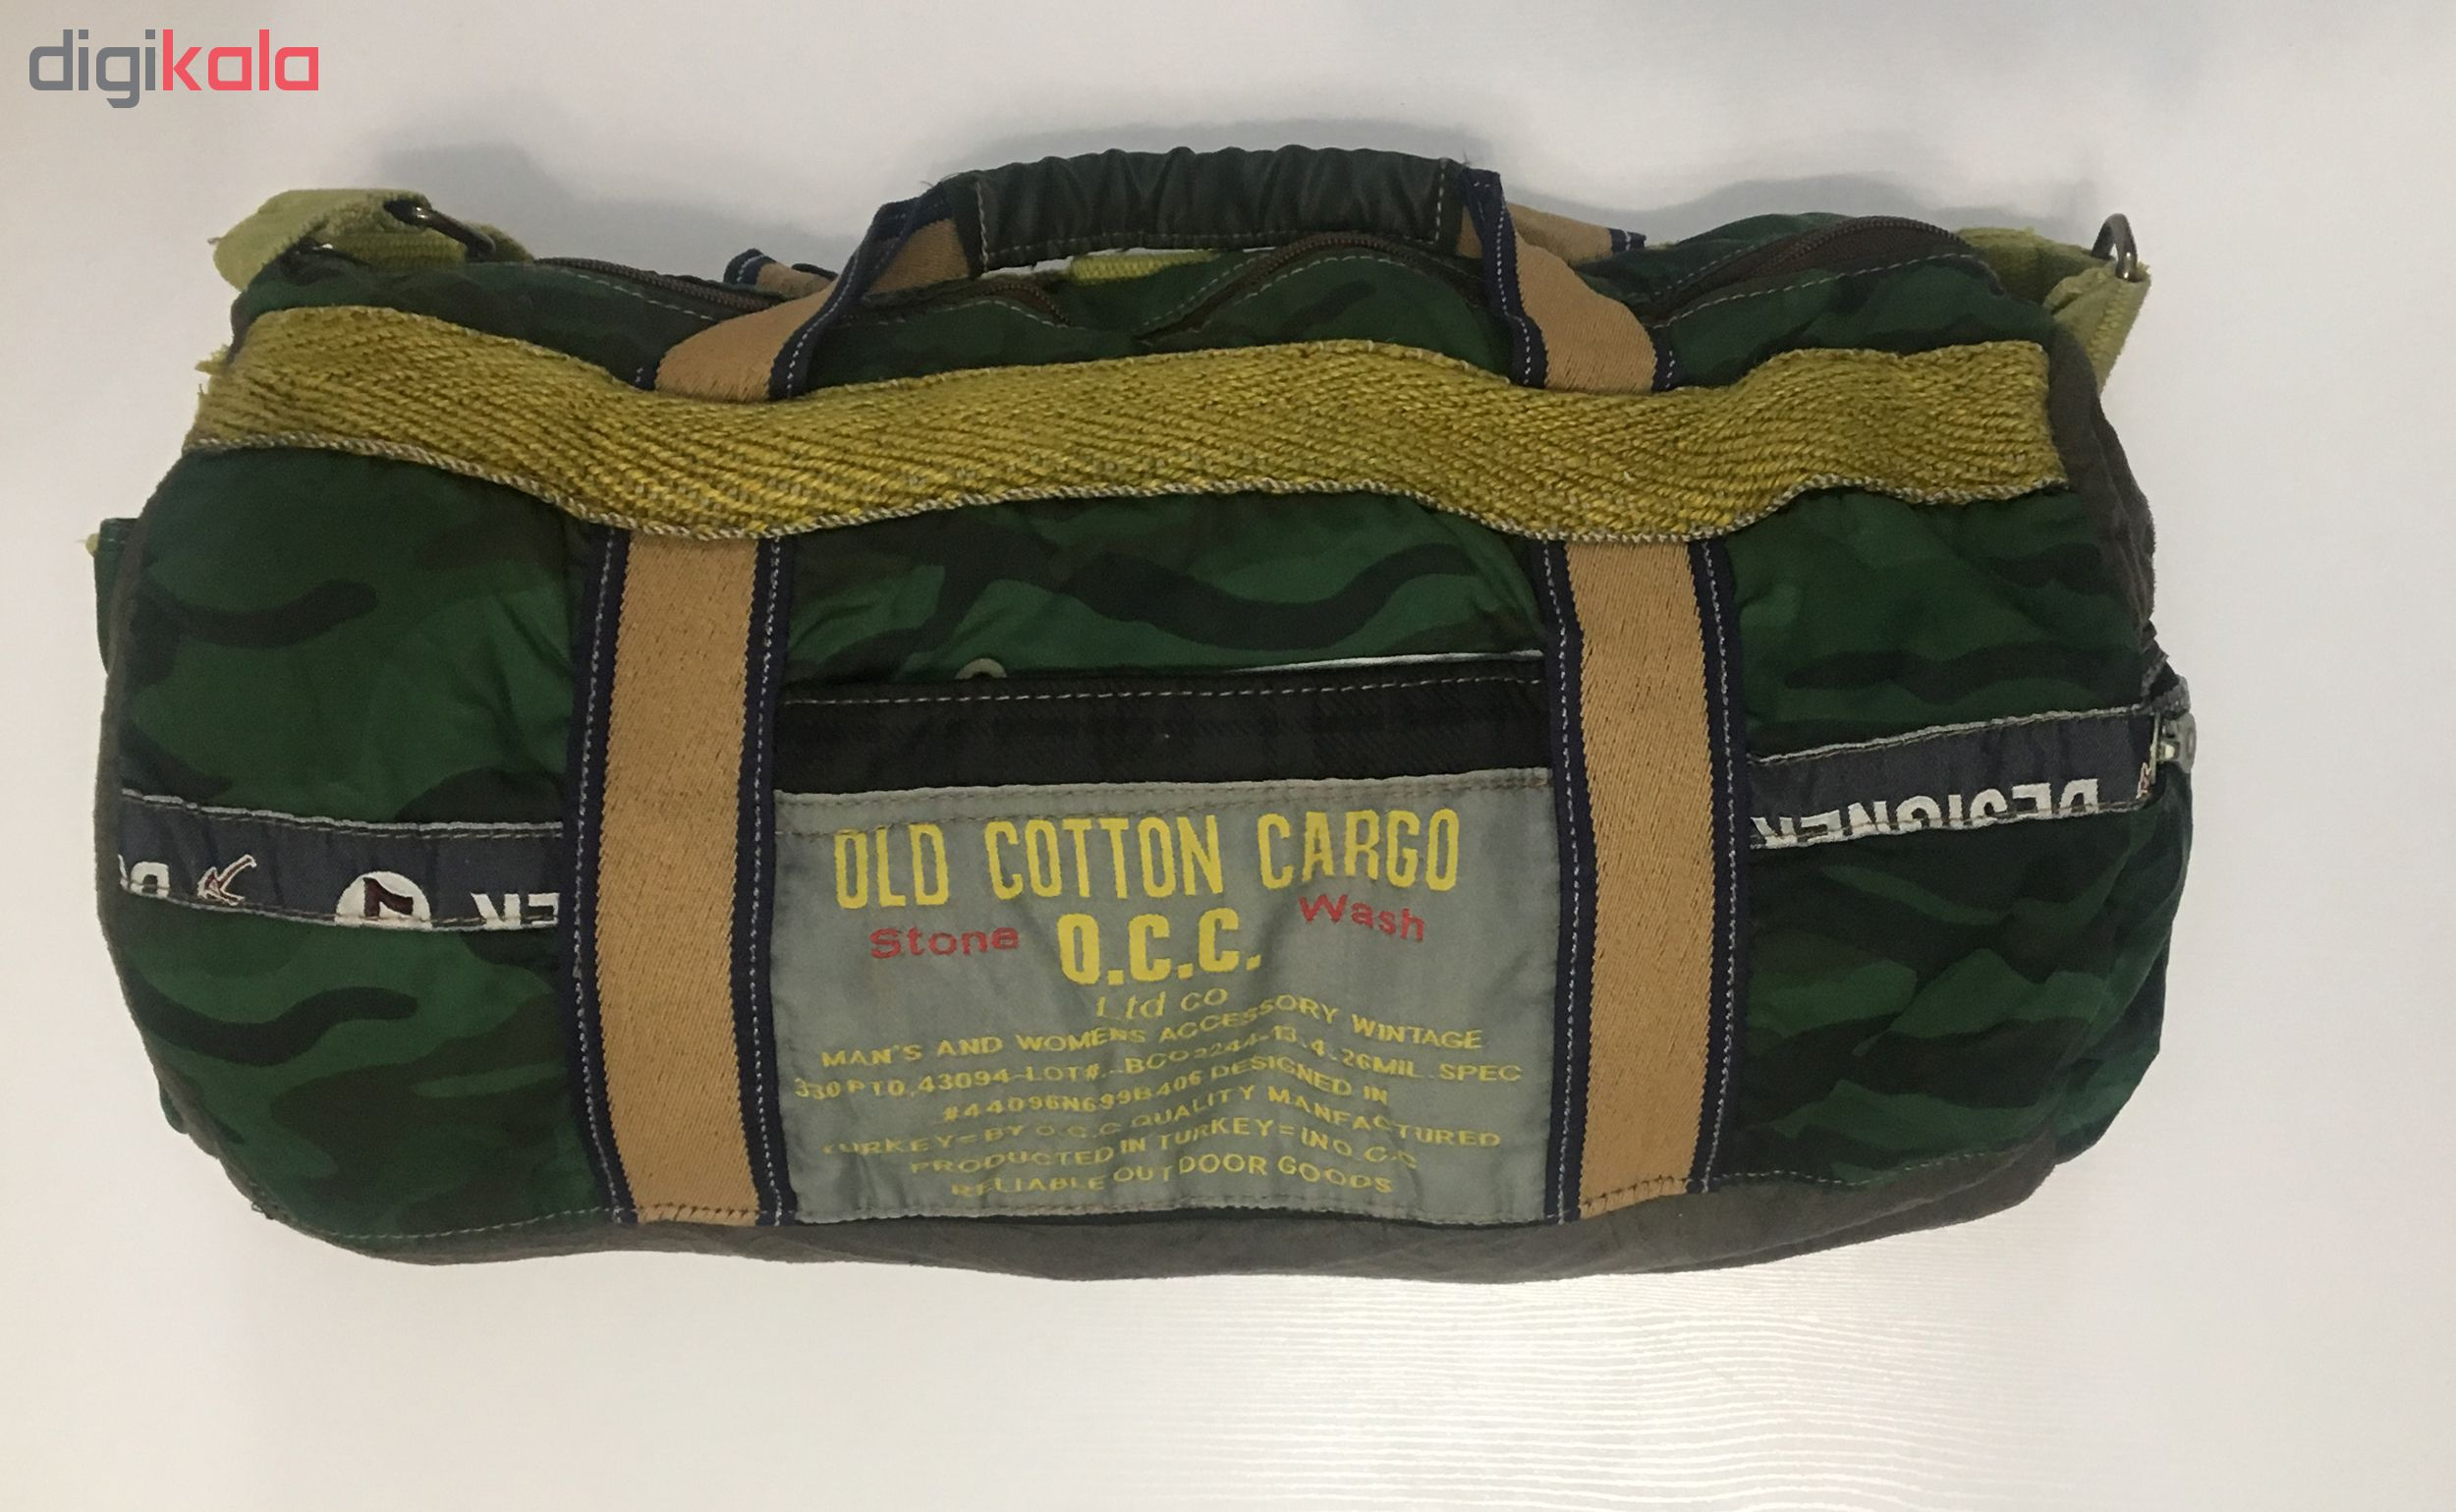 digikala
OLD COTTON CARGO
Stone O.C.C. Wash
Ltd CO
MAN'S AND WOMENS ACCESSORY WINTAGE
330 PTO,43094-LOT#.-BCO2244-13.4.26MIL.SPEC
#44096N699B406 DESIGNED IN
TURKEY=BY O.C.C QUALITY MANFACTURED
PRODUCTED IN TURKEY=INO.C.C
RELIABLE OUTDOOR GOODS
DESIGNER